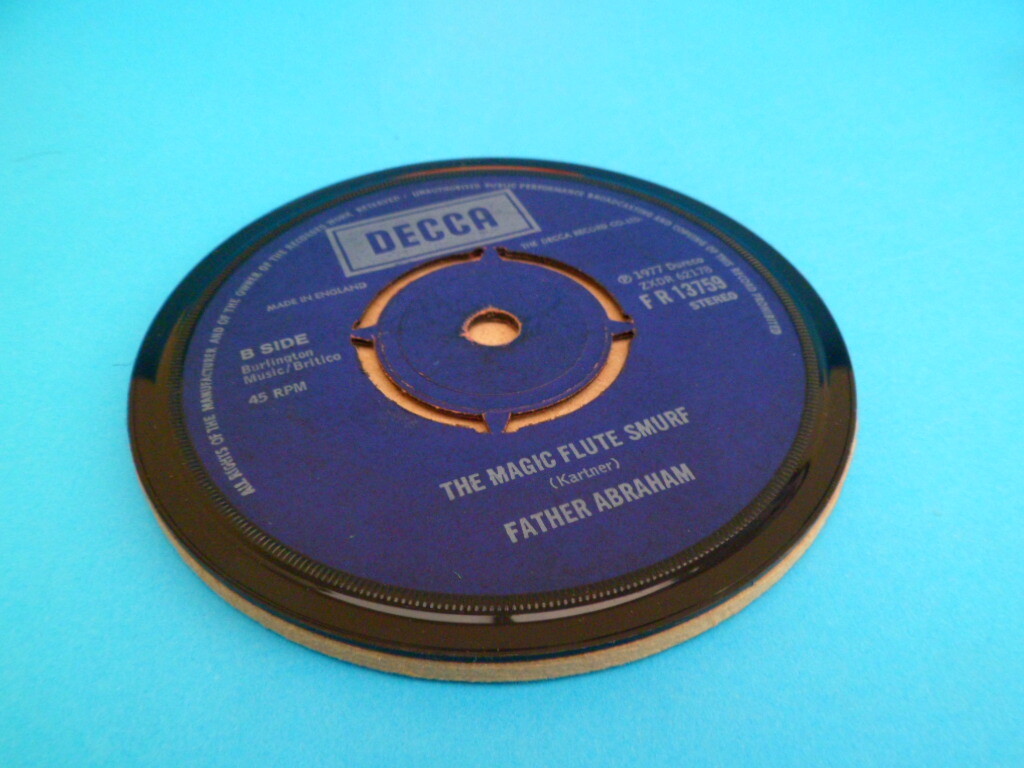 ALL RIGHTS OF THE MANUFACTURER AND OF THE OWNER OF THE RECORDED WORK RESERVED / UNAUTHORISED PUBLIC PERFORMANCE BROADCASTING AND COPYING OF THIS RECORD PROHIBITED
DECCA
THE DECCA RECORD CO. LTD.
MADE IN ENGLAND
℗ 1977 Dureco
ZXDR 62178
F R 13759
STEREO
B SIDE
Burlington
Music/Britico
45 RPM
THE MAGIC FLUTE SMURF
(Kartner)
FATHER ABRAHAM